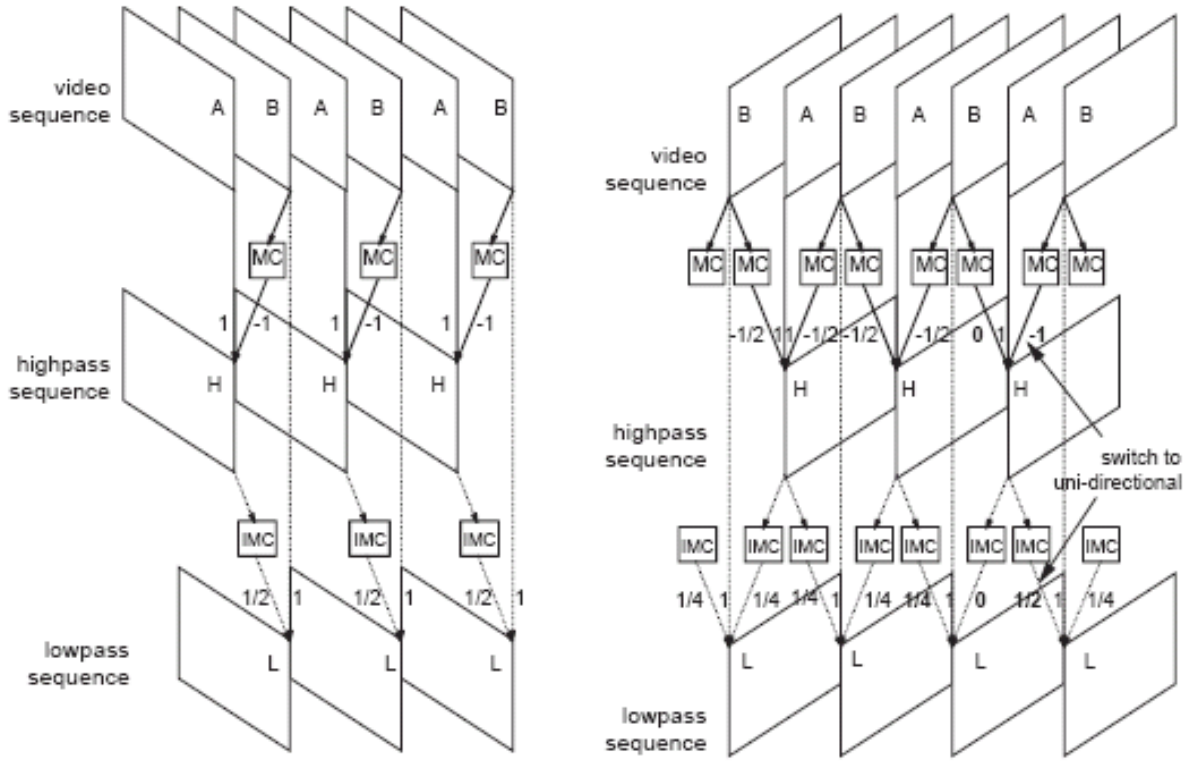 video
sequence
A B A B A B
MC MC MC
1 -1 1 -1 1 -1
highpass
sequence
H H H
IMC IMC IMC
1/2 1 1/2 1 1/2 1
lowpass
sequence
L L L
B A B A B A B
video
sequence
MC MC MC MC MC MC MC MC
-1/2 1 1 -1/2 -1/2 -1/2 0 1 -1
H H H
highpass
sequence
switch to
uni-directional
IMC IMC IMC IMC IMC IMC IMC IMC
1/4 1 1/4 1/4 1 1/4 1/4 1 0 1/2 1 1/4
L L L L
lowpass
sequence